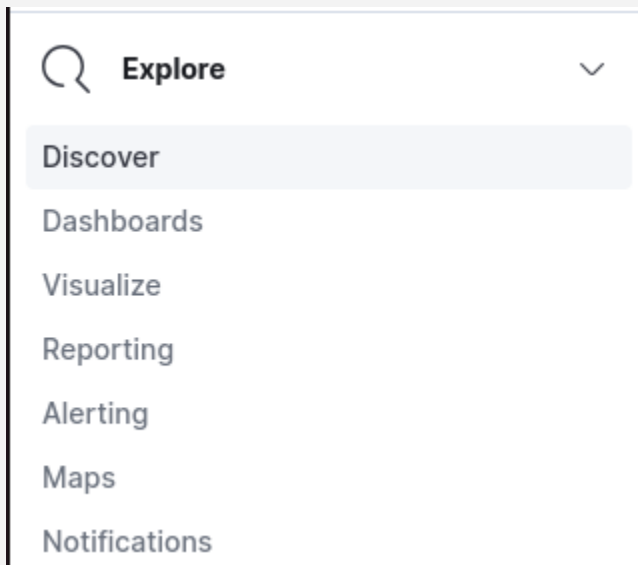 Explore
Discover
Dashboards
Visualize
Reporting
Alerting
Maps
Notifications